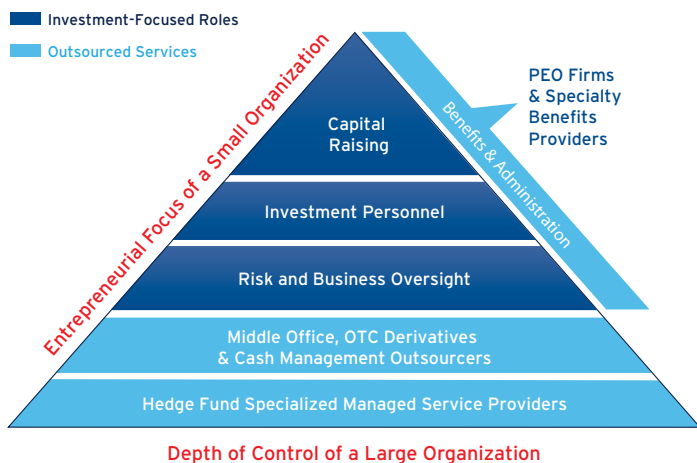 Investment-Focused Roles
Outsourced Services
Entrepreneurial Focus of a Small Organization
Capital
Raising
Investment Personnel
Risk and Business Oversight
Middle Office, OTC Derivatives
& Cash Management Outsourcers
Hedge Fund Specialized Managed Service Providers
Benefits & Administration
PEO Firms
& Specialty
Benefits
Providers
Depth of Control of a Large Organization